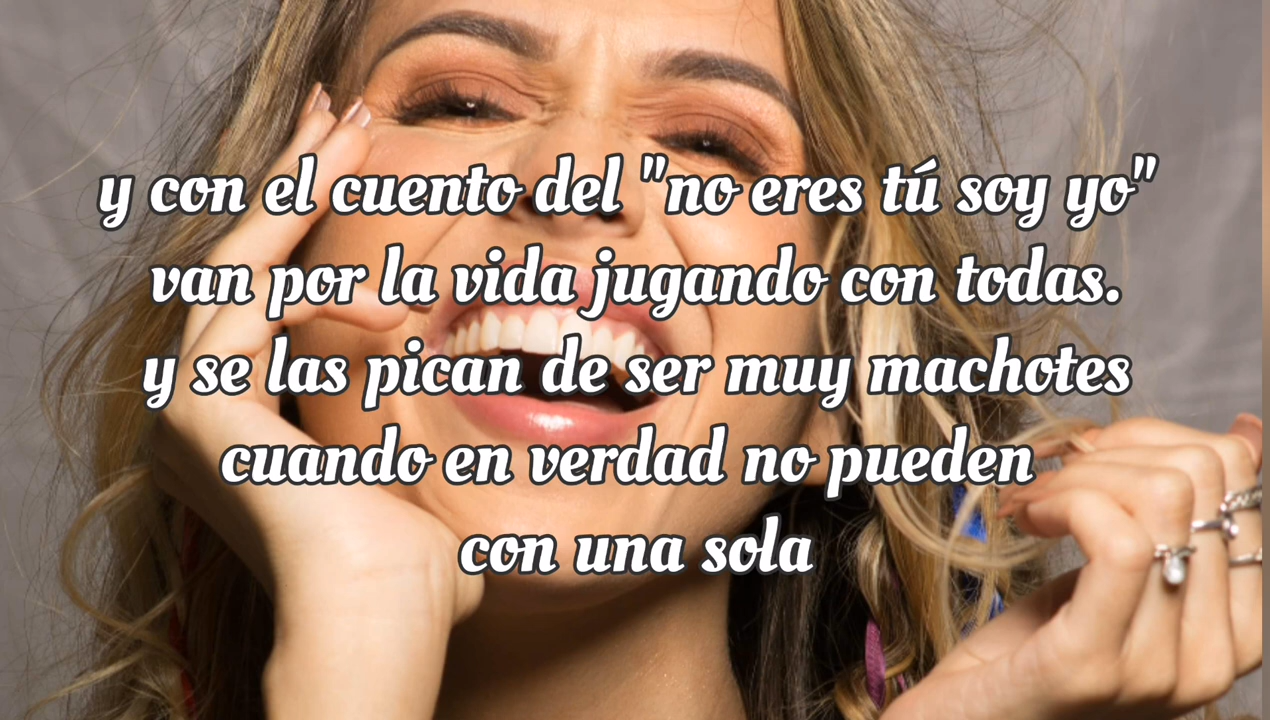 y con el cuento del "no eres tú soy yo"
van por la vida jugando con todas.
y se las pican de ser muy machotes
cuando en verdad no pueden
con una sola